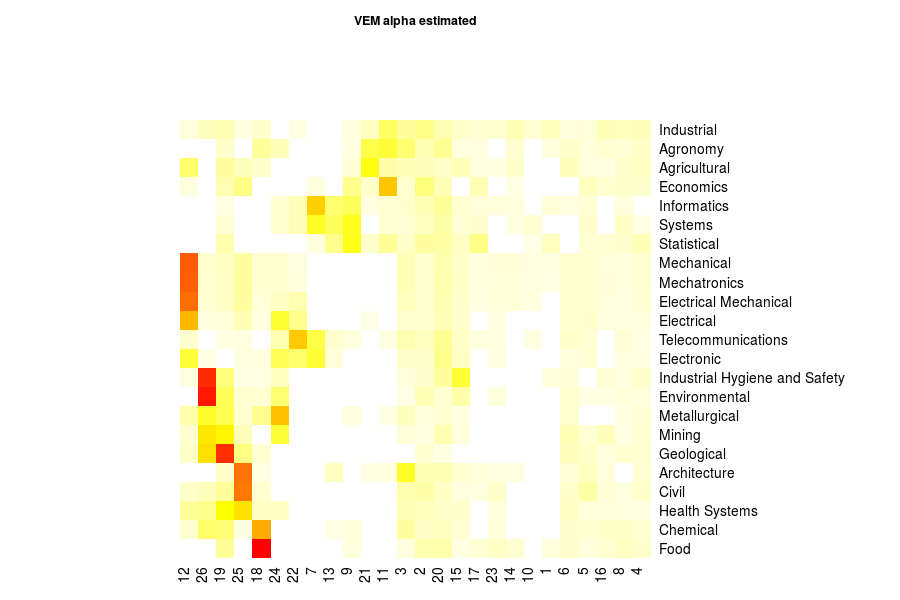 VEM alpha estimated
Industrial
Agronomy
Agricultural
Economics
Informatics
Systems
Statistical
Mechanical
Mechatronics
Electrical Mechanical
Electrical
Telecommunications
Electronic
Industrial Hygiene and Safety
Environmental
Metallurgical
Mining
Geological
Architecture
Civil
Health Systems
Chemical
Food
12 26 19 25 18 24 22 7 13 9 21 11 3 2 20 15 17 23 14 10 1 6 5 16 8 4